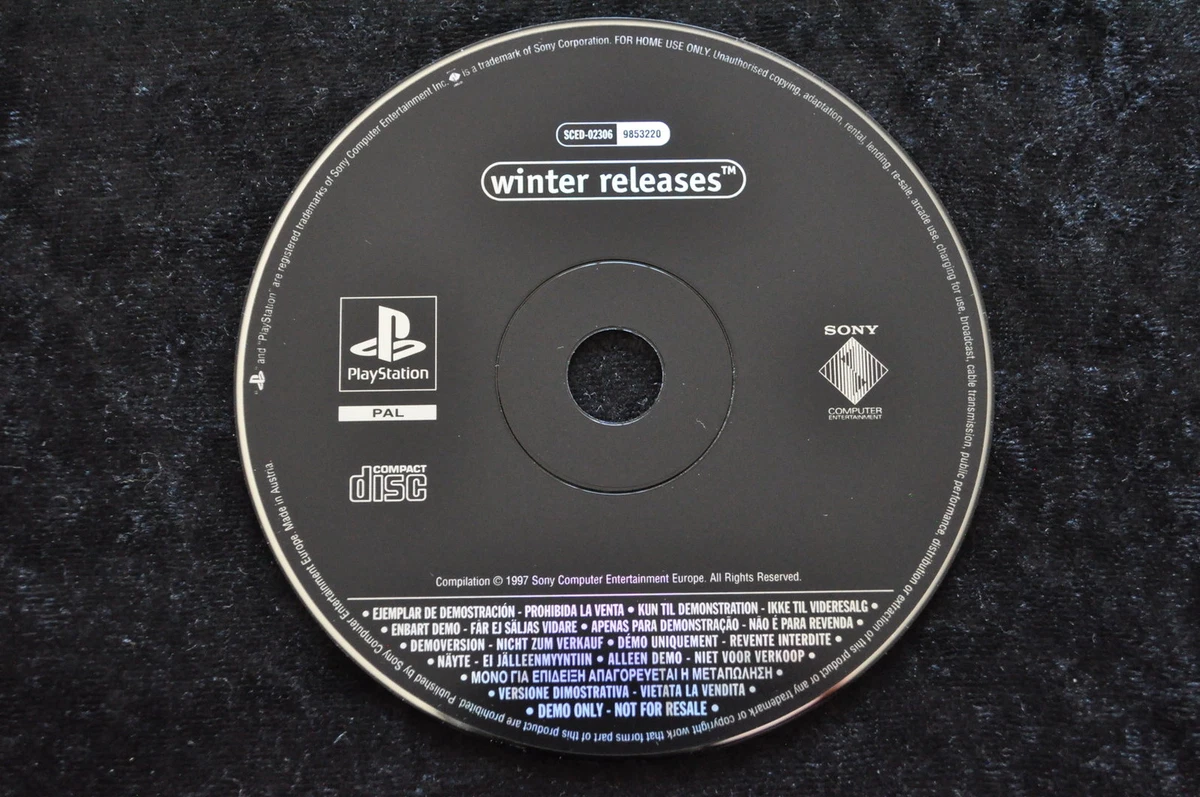 SCED-02306 9853220
winter releases™
PlayStation
PAL
COMPACT
disc
SONY
COMPUTER
ENTERTAINMENT
Compilation © 1997 Sony Computer Entertainment Europe. All Rights Reserved.
• EJEMPLAR DE DEMOSTRACIÓN - PROHIBIDA LA VENTA • KUN TIL DEMONSTRATION - IKKE TIL VIDERESALG •
• ENBART DEMO - FÅR EJ SÄLJAS VIDARE • APENAS PARA DEMONSTRAÇÃO - NÃO É PARA REVENDA •
• DEMOVERSION - NICHT ZUM VERKAUF • DÉMO UNIQUEMENT - REVENTE INTERDITE •
• NÄYTE - EI JÄLLEENMYYNTIIN • ALLEEN DEMO - NIET VOOR VERKOOP •
• ΜΟΝΟ ΓΙΑ ΕΠΙΔΕΙΞΗ ΑΠΑΓΟΡΕΥΕΤΑΙ Η ΜΕΤΑΠΩΛΗΣΗ •
• VERSIONE DIMOSTRATIVA - VIETATA LA VENDITA •
• DEMO ONLY - NOT FOR RESALE •
" " and "PlayStation" are registered trademarks of Sony Computer Entertainment Inc. " " is a trademark of Sony Corporation. FOR HOME USE ONLY. Unauthorised copying, adaptation, rental, lending, re-sale, arcade use, charging for use, broadcast, cable transmission, public performance, distribution or extraction of this product or any trademark or copyright work that forms part of this product are prohibited. Published by Sony Computer Entertainment Europe Made in Austria.